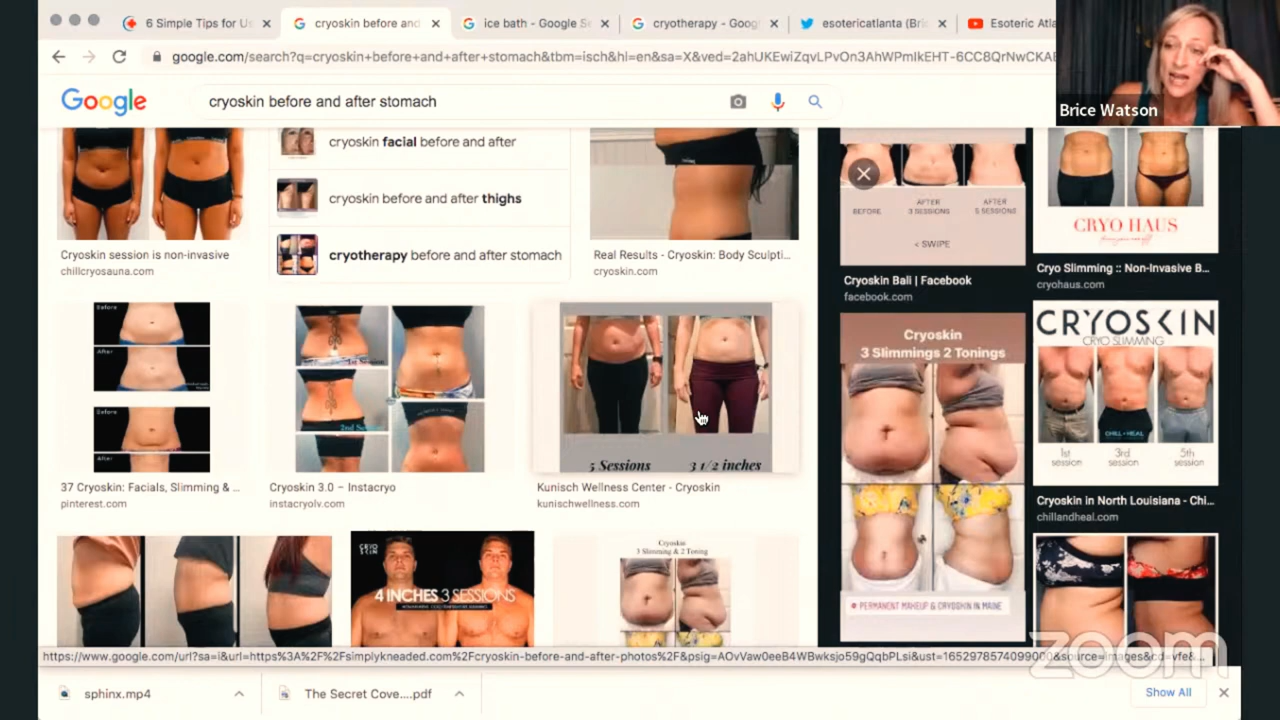 6 Simple Tips for Us
cryoskin before and
ice bath - Google Se
cryotherapy - Goog
esotericatlanta (Bri
Esoteric Atla
google.com/search?q=cryoskin+before+and+after+stomach&tbm=isch&hl=en&sa=X&ved=2ahUKEwiZqvLPvOn3AhWPmIkEHT-6CC8QrNwCKAE
Brice Watson
Google
cryoskin before and after stomach
cryoskin facial before and after
cryoskin before and after thighs
cryotherapy before and after stomach
Cryoskin session is non-invasive
chillcryosauna.com
Real Results - Cryoskin: Body Sculpti...
cryoskin.com
BEFORE
AFTER
3 SESSIONS
AFTER
5 SESSIONS
< SWIPE
Cryoskin Bali | Facebook
facebook.com
CRYO HAUS
Cryo Slimming :: Non-Invasive B...
cryohaus.com
Before
After
Before
After
37 Cryoskin: Facials, Slimming & ...
pinterest.com
1st Session
2nd Session
Cryoskin 3.0 – Instacryo
instacryolv.com
5 Sessions 3 1/2 inches
Kunisch Wellness Center - Cryoskin
kunischwellness.com
Cryoskin
3 Slimmings 2 Tonings
PERMANENT MAKEUP & CRYOSKIN IN MAINE
CRYOSKIN
CRYO SLIMMING
CHILL + HEAL
1st
session
3rd
session
5th
session
Cryoskin in North Louisiana - Chi...
chillandheal.com
CRYO
SKIN
4 INCHES 3 SESSIONS
Cryoskin
3 Slimming & 2 Toning
zoom
https://www.google.com/url?sa=i&url=https%3A%2F%2Fsimplykneaded.com%2Fcryoskin-before-and-after-photos%2F&psig=AOvVaw0eeB4WBwksjo59gQqbPLsi&ust=1652978574099000&source=images&cd=vfe&...
sphinx.mp4
The Secret Cove....pdf
Show All